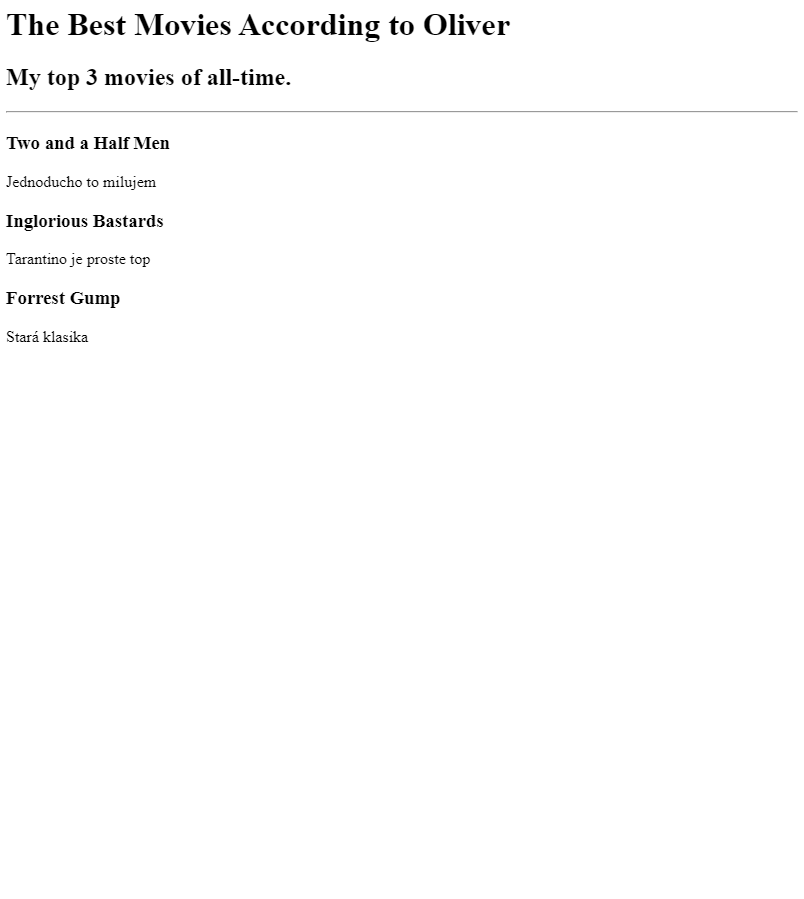 The Best Movies According to Oliver
My top 3 movies of all-time.
Two and a Half Men
Jednoducho to milujem
Inglorious Bastards
Tarantino je proste top
Forrest Gump
Stará klasika